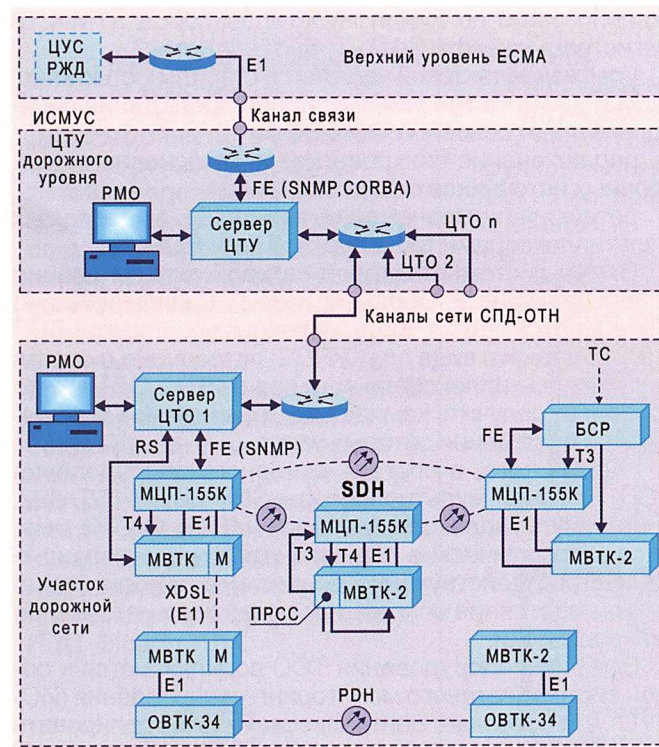 ЦУС
РЖД
E1
Верхний уровень ЕСМА
ИСМУС
Канал связи
ЦТУ
дорожного
уровня
РМО
FE (SNMP,CORBA)
Сервер
ЦТУ
ЦТО n
ЦТО 2
Каналы сети СПД-ОТН
РМО
Сервер
ЦТО 1
ТС
RS
FE (SNMP)
FE
БСР
T3
МЦП-155К
SDH
МЦП-155К
МЦП-155К
T4
E1
T3
T4
E1
E1
МВТК М
МВТК-2
МВТК-2
Участок
дорожной
сети
XDSL
(E1)
ПРСС
МВТК М
МВТК-2
E1
E1
PDH
ОВТК-34
ОВТК-34